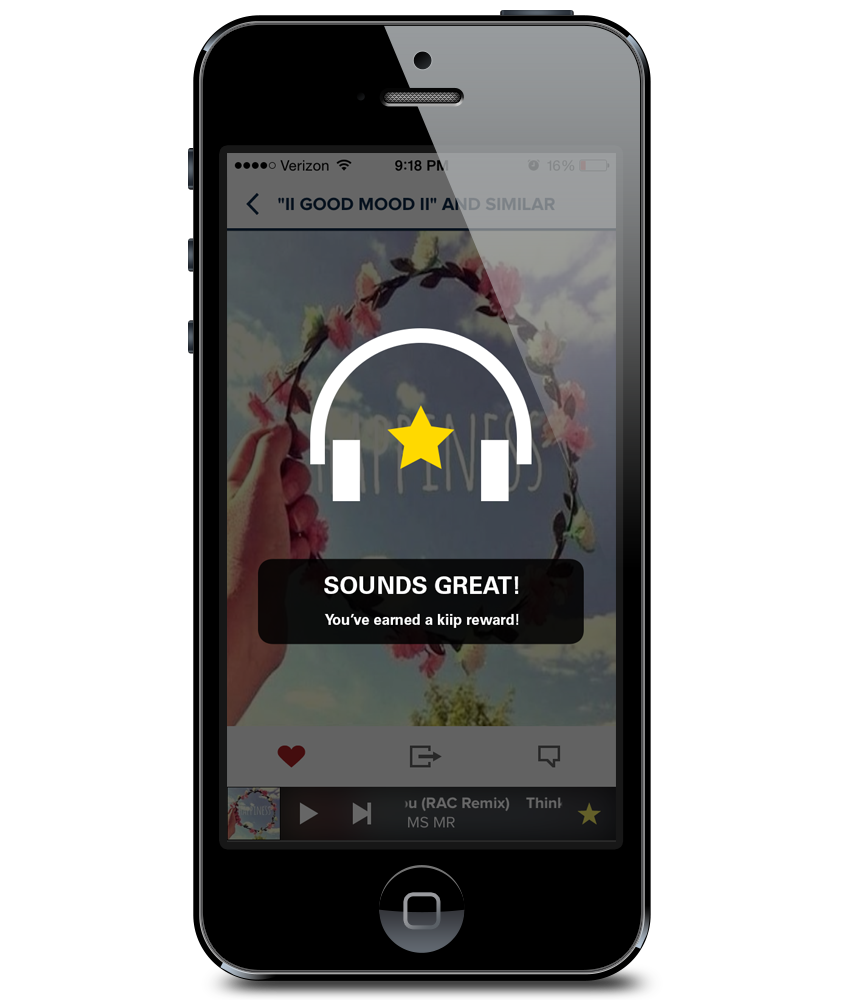 Verizon 9:18 PM 16%
"II GOOD MOOD II" AND SIMILAR
HAPPINESS
SOUNDS GREAT!
You've earned a kiip reward!
u (RAC Remix) Think
MS MR